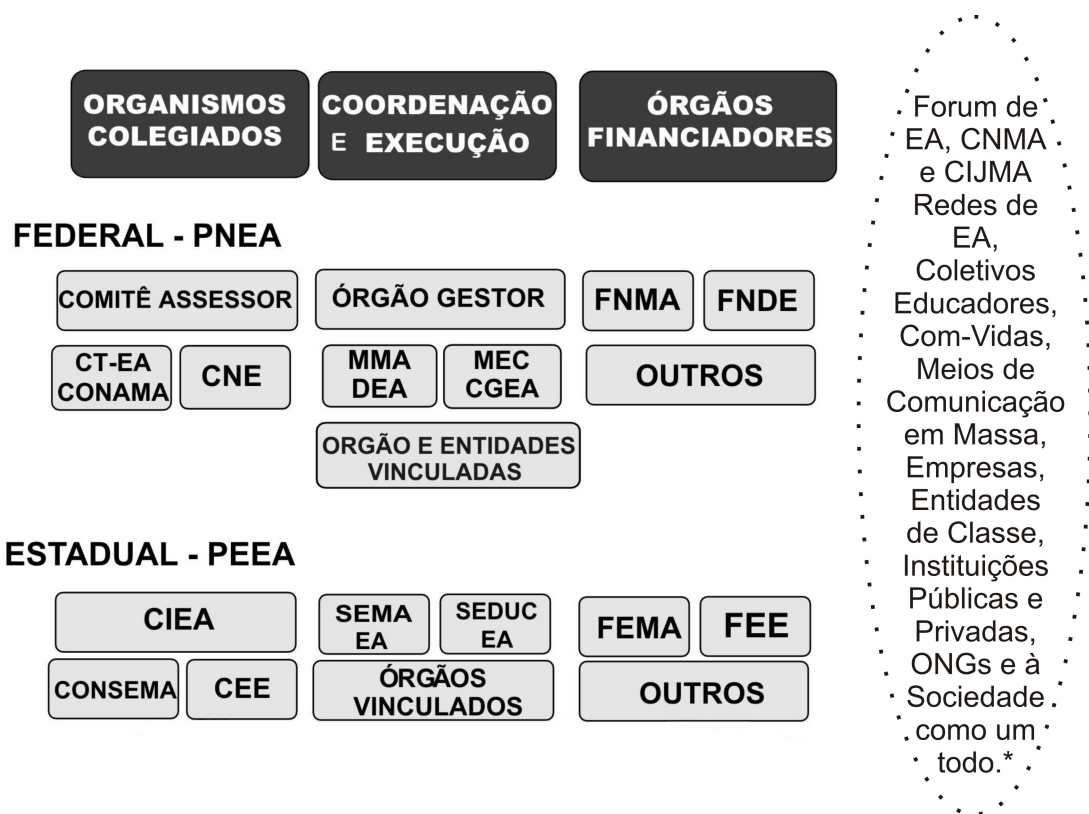 ORGANISMOS
COLEGIADOS
COORDENAÇÃO
E EXECUÇÃO
ÓRGÃOS
FINANCIADORES
FEDERAL - PNEA
COMITÊ ASSESSOR
ÓRGÃO GESTOR
FNMA
FNDE
CT-EA
CONAMA
CNE
MMA
DEA
MEC
CGEA
OUTROS
ORGÃO E ENTIDADES
VINCULADAS
ESTADUAL - PEEA
CIEA
SEMA
EA
SEDUC
EA
FEMA
FEE
CONSEMA
CEE
ÓRGÃOS
VINCULADOS
OUTROS
Forum de
EA, CNMA
e CIJMA
Redes de
EA,
Coletivos
Educadores,
Com-Vidas,
Meios de
Comunicação
em Massa,
Empresas,
Entidades
de Classe,
Instituições
Públicas e
Privadas,
ONGs e à
Sociedade
como um
todo.*